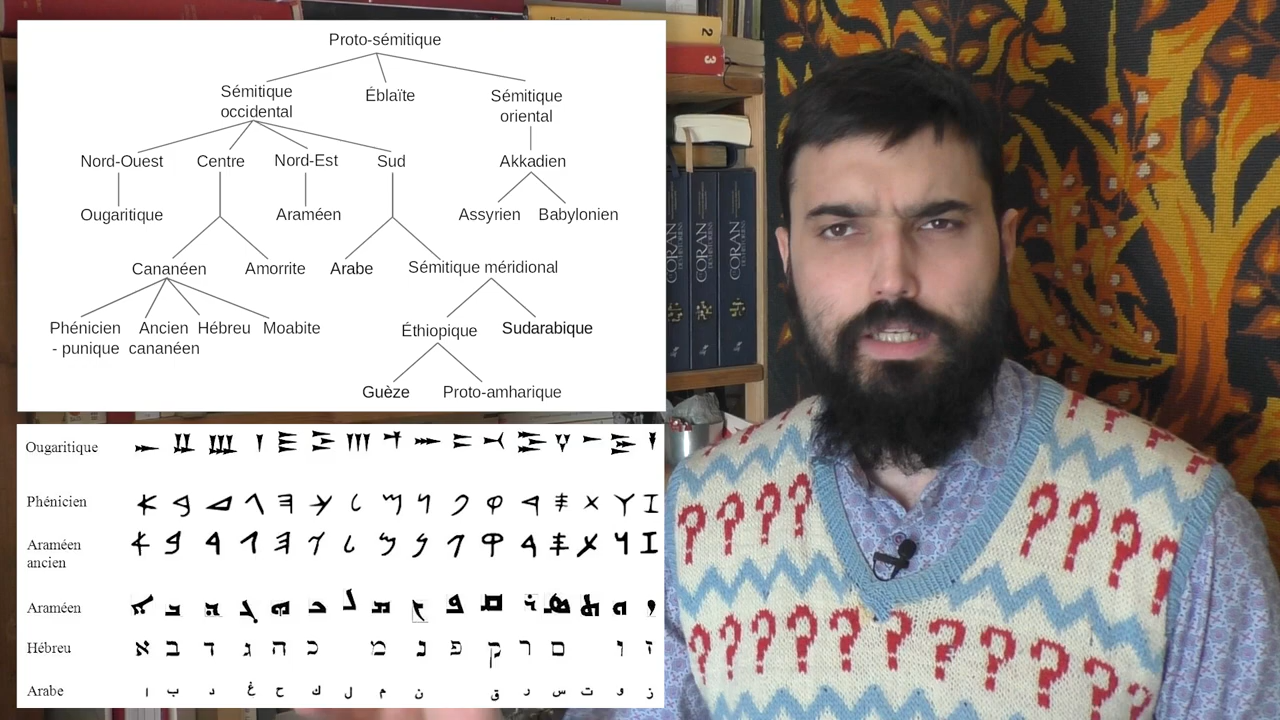 Proto-sémitique
Sémitique occidental
Éblaïte
Sémitique oriental
Nord-Ouest Centre Nord-Est Sud Akkadien
Ougaritique Araméen Assyrien Babylonien
Cananéen Amorrite Arabe Sémitique méridional
Phénicien - punique
Ancien cananéen
Hébreu Moabite
Éthiopique Sudarabique
Guèze Proto-amharique
Ougaritique
Phénicien 𐤀 𐤁 𐤃 𐤂 𐤄 𐤊 𐤋 𐤌 𐤍 𐤐 𐤒 𐤓 𐤎 𐤕 𐤅 𐤆
Araméen
ancien
Araméen
Hébreu א ב ד ג ה כ מ נ פ ק ר ם ו ז
Arabe ا ب د غ ح ك ل م ن ق ر س ت و ز
2
3
CORAN
CORAN
CORAN
? ? ? ? ? ? ? ?
? ? ? ? ? ? ? ? ? ?